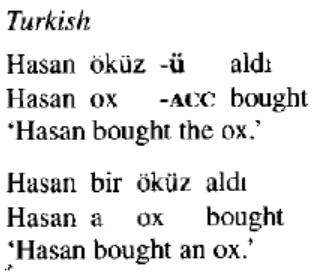 Turkish
Hasan öküz -ü aldı
Hasan ox -ACC bought
‘Hasan bought the ox.’
Hasan bir öküz aldı
Hasan a ox bought
‘Hasan bought an ox.’